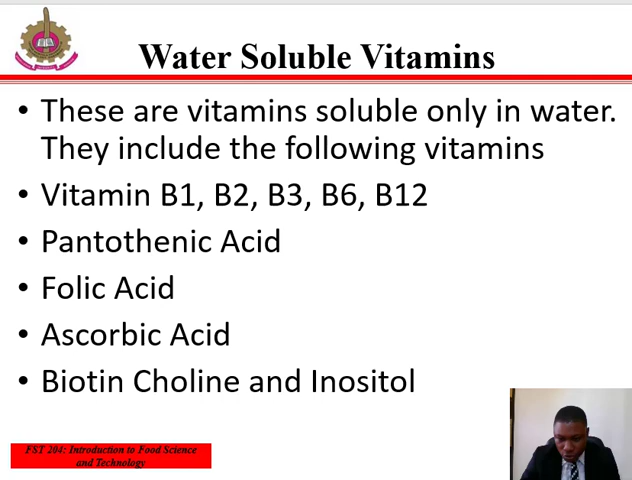 Water Soluble Vitamins
• These are vitamins soluble only in water.
They include the following vitamins
• Vitamin B1, B2, B3, B6, B12
• Pantothenic Acid
• Folic Acid
• Ascorbic Acid
• Biotin Choline and Inositol
FST 204: Introduction to Food Science
and Technology